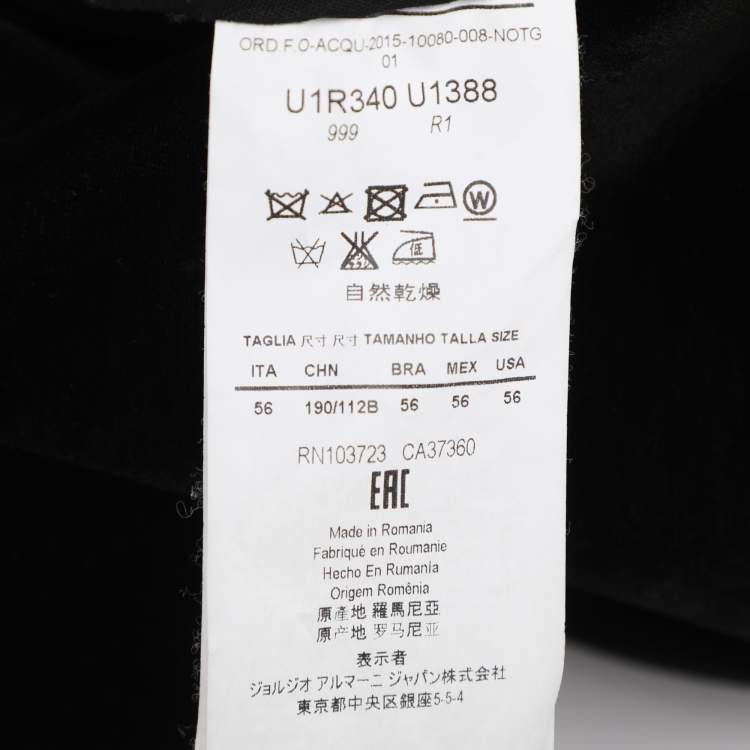 ORD.F.O-ACQU-2015-10080-008-NOTG
01
U1R340 U1388
999 R1
W
低
自然乾燥
TAGLIA 尺寸 尺寸 TAMANHO TALLA SIZE
ITA CHN BRA MEX USA
56 190/112B 56 56 56
RN103723 CA37360
EAC
Made in Romania
Fabriqué en Roumanie
Hecho En Rumanía
Origem Romênia
原產地 羅馬尼亞
原产地 罗马尼亚
表示者
ジョルジオ アルマーニ ジャパン株式会社
東京都中央区銀座5-5-4